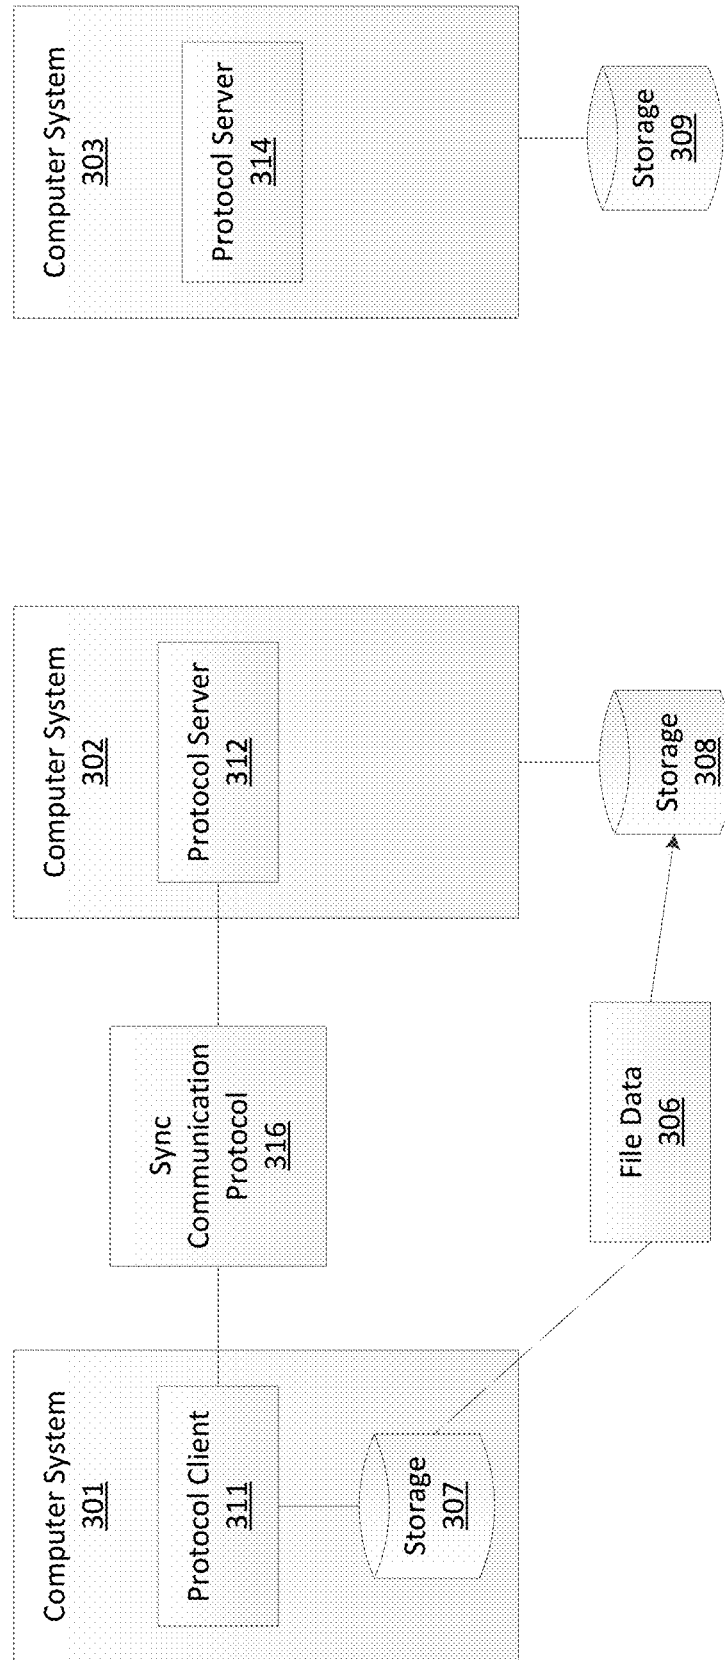 Computer System
301
Protocol Client
311
Storage
307
Sync
Communication
Protocol
316
File Data
306
Computer System
302
Protocol Server
312
Storage
308
Computer System
303
Protocol Server
314
Storage
309